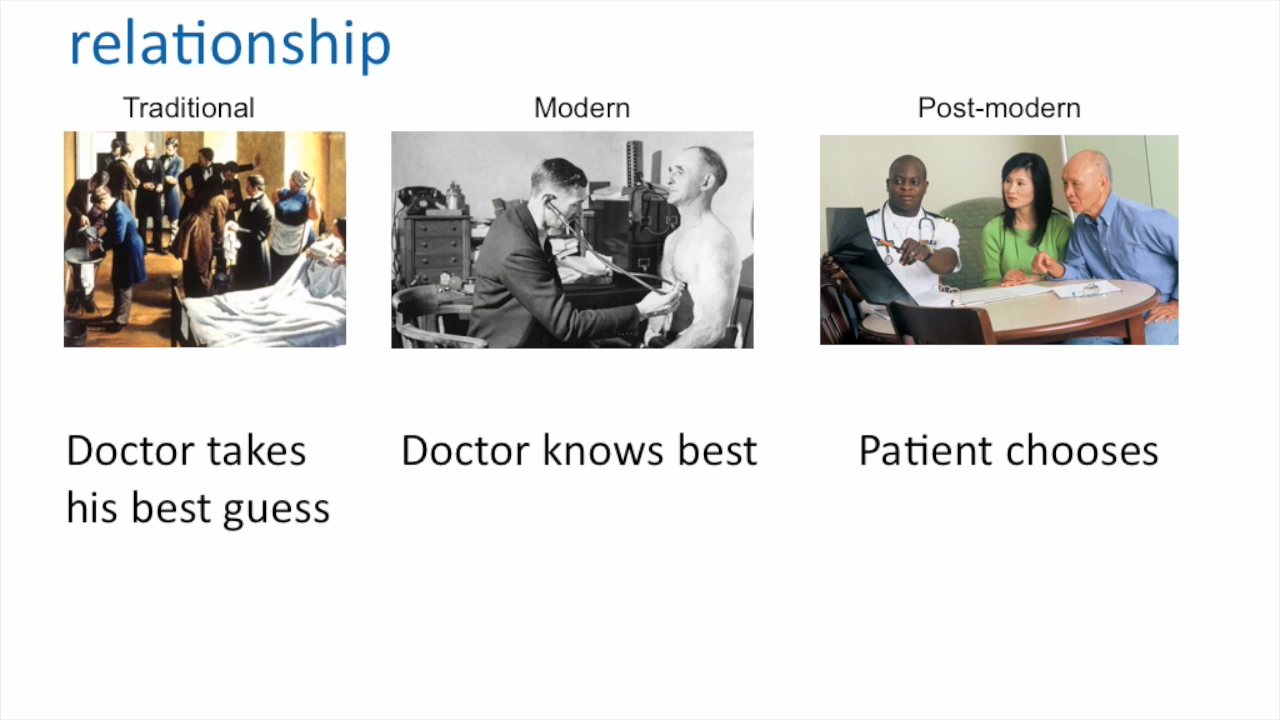 relationship
Traditional
Modern
Post-modern
Doctor takes
his best guess
Doctor knows best
Patient chooses